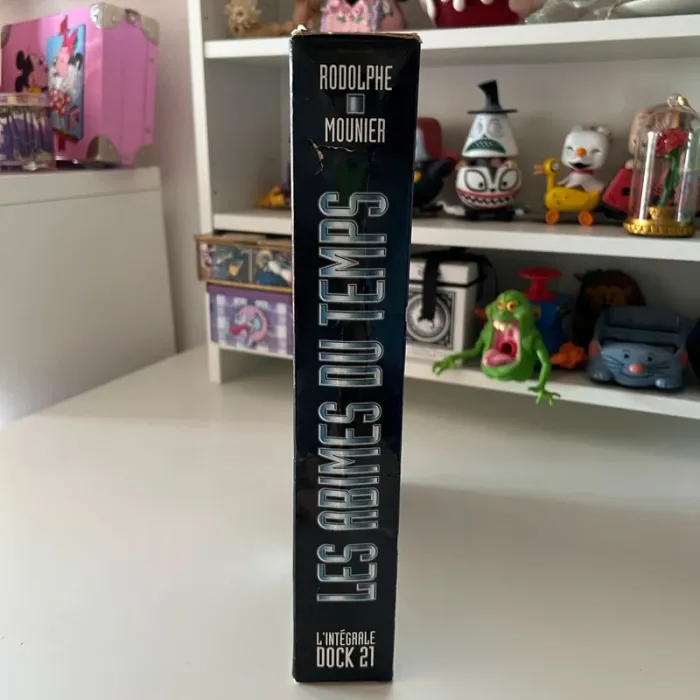 RODOLPHE
MOUNIER
LES ABIMES DU TEMPS
L'INTÉGRALE
DOCK 21